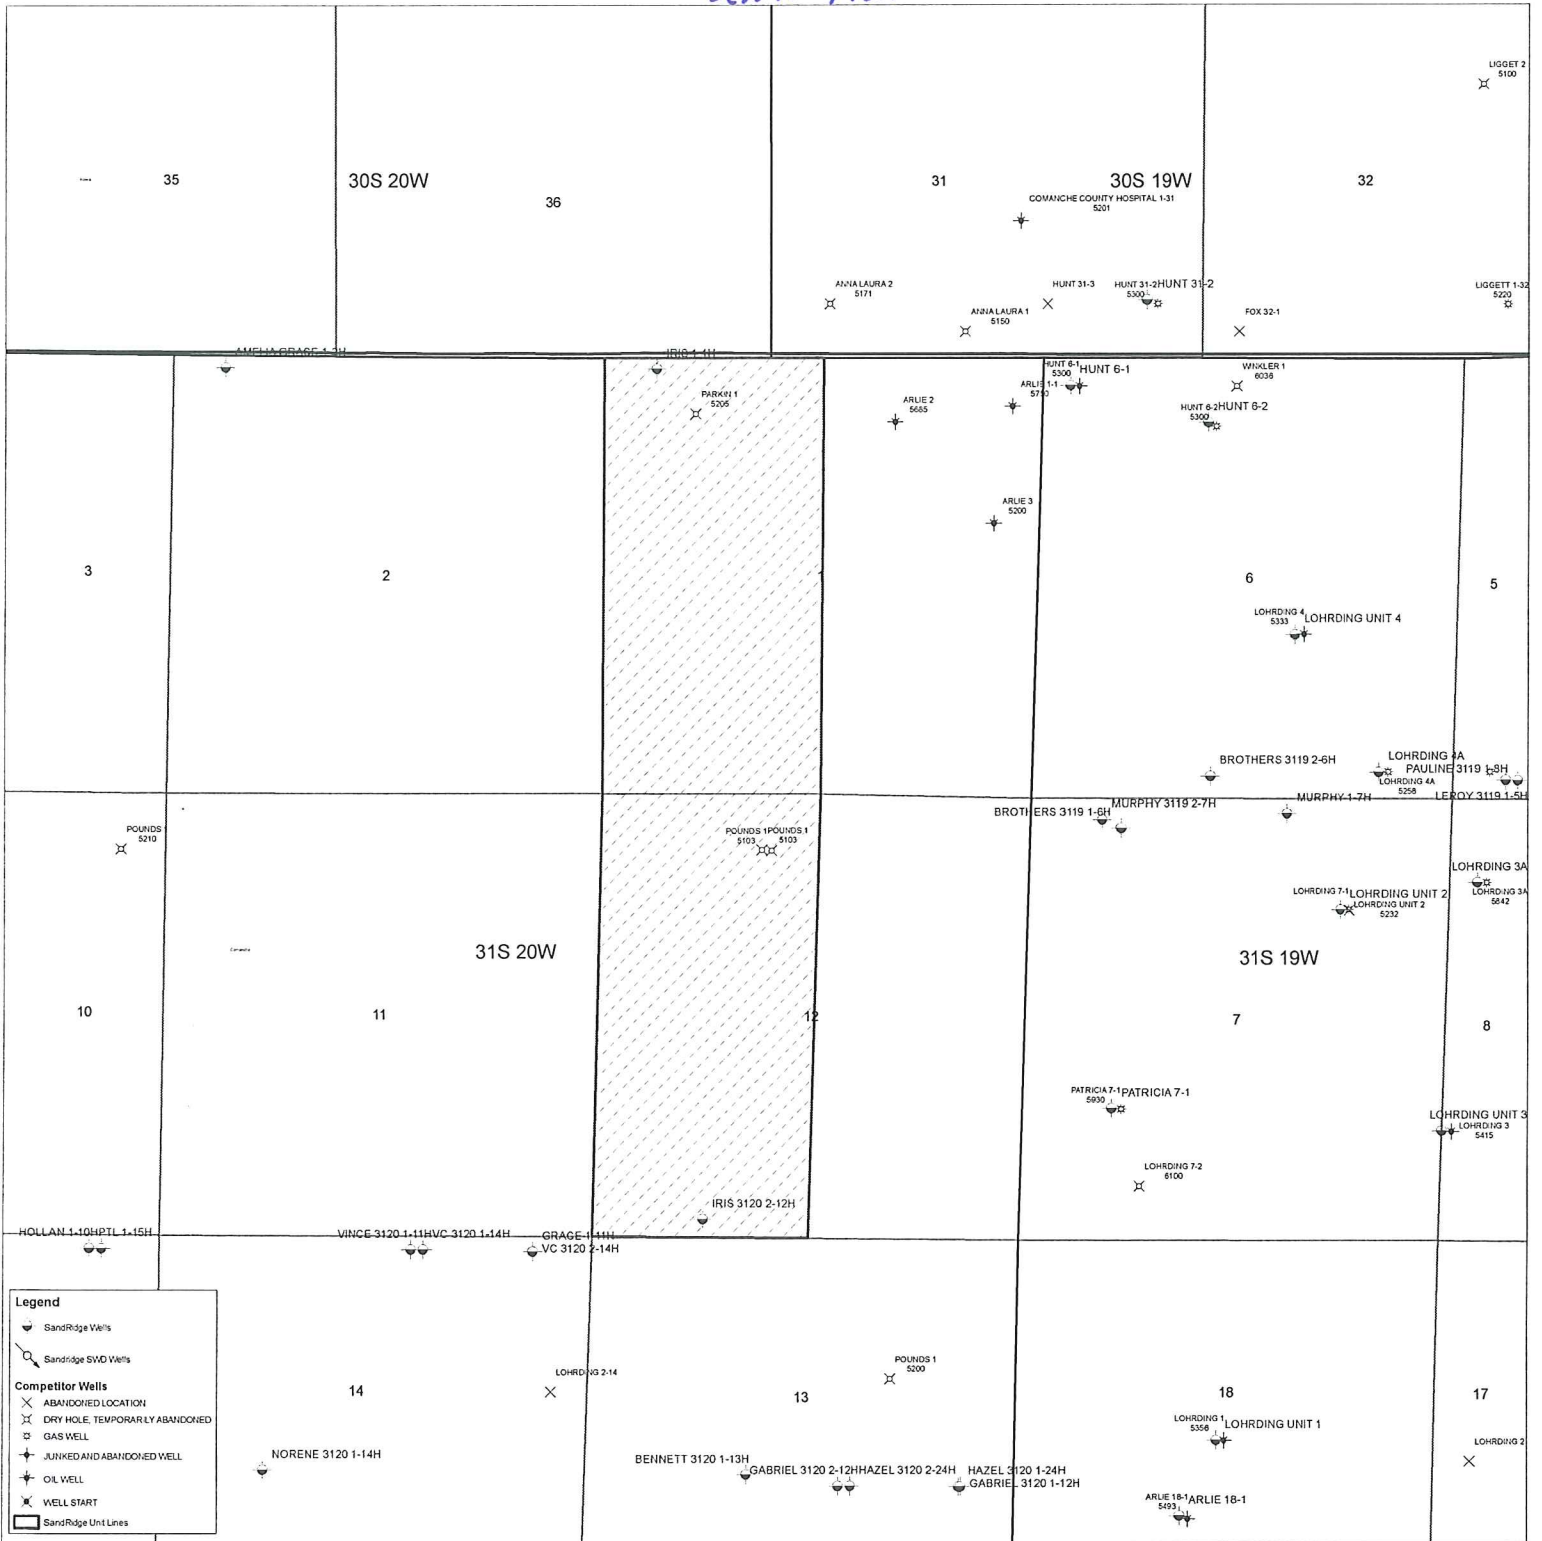 LIGGET 2
5100
35
30S 20W
36
31
30S 19W
32
COMANCHE COUNTY HOSPITAL 1-31
5201
ANNA LAURA 2
5171
HUNT 31-3
HUNT 31-2
5300
HUNT 31-2
LIGGETT 1-32
5220
ANNA LAURA 1
5150
FOX 32-1
AMELIA GRACE 1-2H
IRIS 1-1H
HUNT 6-1
5300
HUNT 6-1
WINKLER 1
6036
PARKIN 1
5205
ARLIE 2
5685
ARLIE 1-1
HUNT 6-2
5300
HUNT 6-2
ARLIE 3
5200
3
2
6
5
LOHRDING 4
5333
LOHRDING UNIT 4
BROTHERS 3119 2-6H
LOHRDING 4A
PAULINE 3119 1-8H
LOHRDING 4A
5258
MURPHY 1-7H
LEROY 3119 1-5H
MURPHY 3119 2-7H
BROTHERS 3119 1-6H
POUNDS
5210
POUNDS 1
5103
POUNDS 1
5103
LOHRDING 3A
LOHRDING 3A
5842
LOHRDING 7-1
LOHRDING UNIT 2
LOHRDING UNIT 2
5232
31S 20W
31S 19W
10
11
12
7
8
PATRICIA 7-1
5930
PATRICIA 7-1
LOHRDING UNIT 3
LOHRDING 3
5415
LOHRDING 7-2
6100
IRIS 3120 2-12H
HOLLAN 1-10H
PTL 1-15H
VINCE 3120 1-11H
VC 3120 1-14H
GRACE 1-11H
VC 3120 2-14H
Legend
SandRidge Wells
Sandridge SWD Wells
Competitor Wells
ABANDONED LOCATION
DRY HOLE, TEMPORARILY ABANDONED
GAS WELL
JUNKED AND ABANDONED WELL
OIL WELL
WELL START
SandRidge Unit Lines
LOHRDING 2-14
POUNDS 1
5200
14
13
18
17
LOHRDING 1
5356
LOHRDING UNIT 1
LOHRDING 2
NORENE 3120 1-14H
BENNETT 3120 1-13H
GABRIEL 3120 2-12H
HAZEL 3120 2-24H
HAZEL 3120 1-24H
GABRIEL 3120 1-12H
ARLIE 18-1
5493
ARLIE 18-1